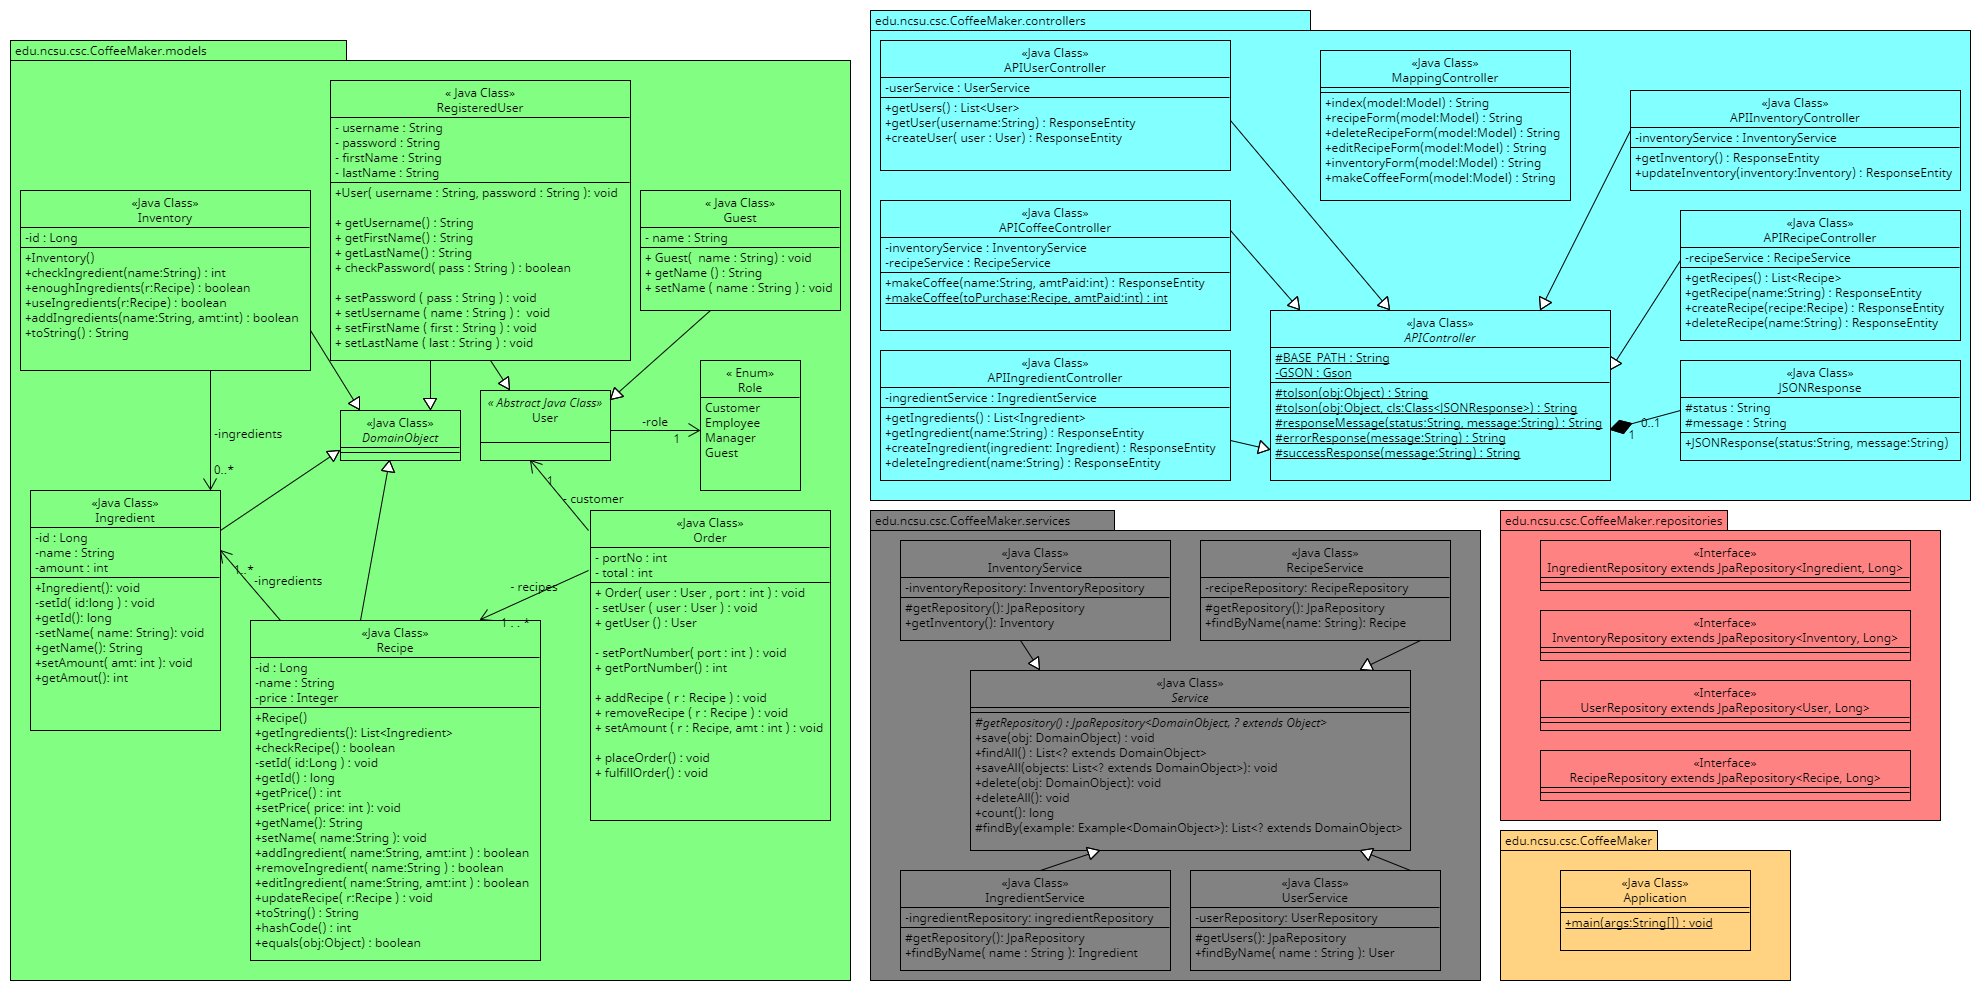 edu.ncsu.csc.CoffeeMaker.models
« Java Class»
RegisteredUser
- username : String
- password : String
- firstName : String
- lastName : String
+User( username : String, password : String ): void
+ getUsername() : String
+ getFirstName() : String
+ getLastName() : String
+ checkPassword( pass : String ) : boolean
+ setPassword ( pass : String ) : void
+ setUsername ( name : String ) :  void
+ setFirstName ( first : String ) : void
+ setLastName ( last : String ) : void
«Java Class»
Inventory
-id : Long
+Inventory()
+checkIngredient(name:String) : int
+enoughIngredients(r:Recipe) : boolean
+useIngredients(r:Recipe) : boolean
+addIngredients(name:String, amt:int) : boolean
+toString() : String
« Java Class»
Guest
- name : String
+ Guest(  name : String) : void
+ getName () : String
+ setName ( name : String ) : void
« Enum»
Role
Customer
Employee
Manager
Guest
«Java Class»
DomainObject
« Abstract Java Class»
User
-role
1
-ingredients
0..*
1
- customer
«Java Class»
Ingredient
-id : Long
-name : String
-amount : int
+Ingredient(): void
-setId( id:long ) : void
+getId(): long
-setName( name: String): void
+getName(): String
+setAmount( amt: int ): void
+getAmout(): int
1..*
-ingredients
- recipes
1 . . *
«Java Class»
Order
- portNo : int
- total : int
+ Order( user : User , port : int ) : void
- setUser ( user : User ) : void
+ getUser () : User
- setPortNumber( port : int ) : void
+ getPortNumber() : int
+ addRecipe ( r : Recipe ) : void
+ removeRecipe ( r : Recipe ) : void
+ setAmount ( r : Recipe, amt : int ) : void
+ placeOrder() : void
+ fulfillOrder() : void
«Java Class»
Recipe
-id : Long
-name : String
-price : Integer
+Recipe()
+getIngredients(): List<Ingredient>
+checkRecipe() : boolean
-setId( id:Long ) : void
+getId() : long
+getPrice() : int
+setPrice( price: int ): void
+getName(): String
+setName( name:String ): void
+addIngredient( name:String, amt:int ) : boolean
+removeIngredient( name:String ) : boolean
+editIngredient( name:String, amt:int ) : boolean
+updateRecipe( r:Recipe ) : void
+toString() : String
+hashCode() : int
+equals(obj:Object) : boolean
edu.ncsu.csc.CoffeeMaker.controllers
«Java Class»
APIUserController
-userService : UserService
+getUsers() : List<User>
+getUser(username:String) : ResponseEntity
+createUser( user : User) : ResponseEntity
«Java Class»
MappingController
+index(model:Model) : String
+recipeForm(model:Model) : String
+deleteRecipeForm(model:Model) : String
+editRecipeForm(model:Model) : String
+inventoryForm(model:Model) : String
+makeCoffeeForm(model:Model) : String
«Java Class»
APIInventoryController
-inventoryService : InventoryService
+getInventory() : ResponseEntity
+updateInventory(inventory:Inventory) : ResponseEntity
«Java Class»
APICoffeeController
-inventoryService : InventoryService
-recipeService : RecipeService
+makeCoffee(name:String, amtPaid:int) : ResponseEntity
+makeCoffee(toPurchase:Recipe, amtPaid:int) : int
«Java Class»
APIRecipeController
-recipeService : RecipeService
+getRecipes() : List<Recipe>
+getRecipe(name:String) : ResponseEntity
+createRecipe(recipe:Recipe) : ResponseEntity
+deleteRecipe(name:String) : ResponseEntity
«Java Class»
APIIngredientController
-ingredientService : IngredientService
+getIngredients() : List<Ingredient>
+getIngredient(name:String) : ResponseEntity
+createIngredient(ingredient: Ingredient) : ResponseEntity
+deleteIngredient(name:String) : ResponseEntity
«Java Class»
APIController
#BASE_PATH : String
-GSON : Gson
#toJson(obj:Object) : String
#toJson(obj:Object, cls:Class<JSONResponse>) : String
#responseMessage(status:String, message:String) : String
#errorResponse(message:String) : String
#successResponse(message:String) : String
0..1
1
«Java Class»
JSONResponse
#status : String
#message : String
+JSONResponse(status:String, message:String)
edu.ncsu.csc.CoffeeMaker.services
«Java Class»
InventoryService
-inventoryRepository: InventoryRepository
#getRepository(): JpaRepository
+getInventory(): Inventory
«Java Class»
RecipeService
-recipeRepository: RecipeRepository
#getRepository(): JpaRepository
+findByName(name: String): Recipe
«Java Class»
Service
#getRepository() : JpaRepository<DomainObject, ? extends Object>
+save(obj: DomainObject) : void
+findAll() : List<? extends DomainObject>
+saveAll(objects: List<? extends DomainObject>): void
+delete(obj: DomainObject): void
+deleteAll(): void
+count(): long
#findBy(example: Example<DomainObject>): List<? extends DomainObject>
«Java Class»
IngredientService
-ingredientRepository: ingredientRepository
#getRepository(): JpaRepository
+findByName( name : String ): Ingredient
«Java Class»
UserService
-userRepository: UserRepository
#getUsers(): JpaRepository
+findByName( name : String ): User
edu.ncsu.csc.CoffeeMaker.repositories
«Interface»
IngredientRepository extends JpaRepository<Ingredient, Long>
«Interface»
InventoryRepository extends JpaRepository<Inventory, Long>
«Interface»
UserRepository extends JpaRepository<User, Long>
«Interface»
RecipeRepository extends JpaRepository<Recipe, Long>
edu.ncsu.csc.CoffeeMaker
«Java Class»
Application
+main(args:String[]) : void